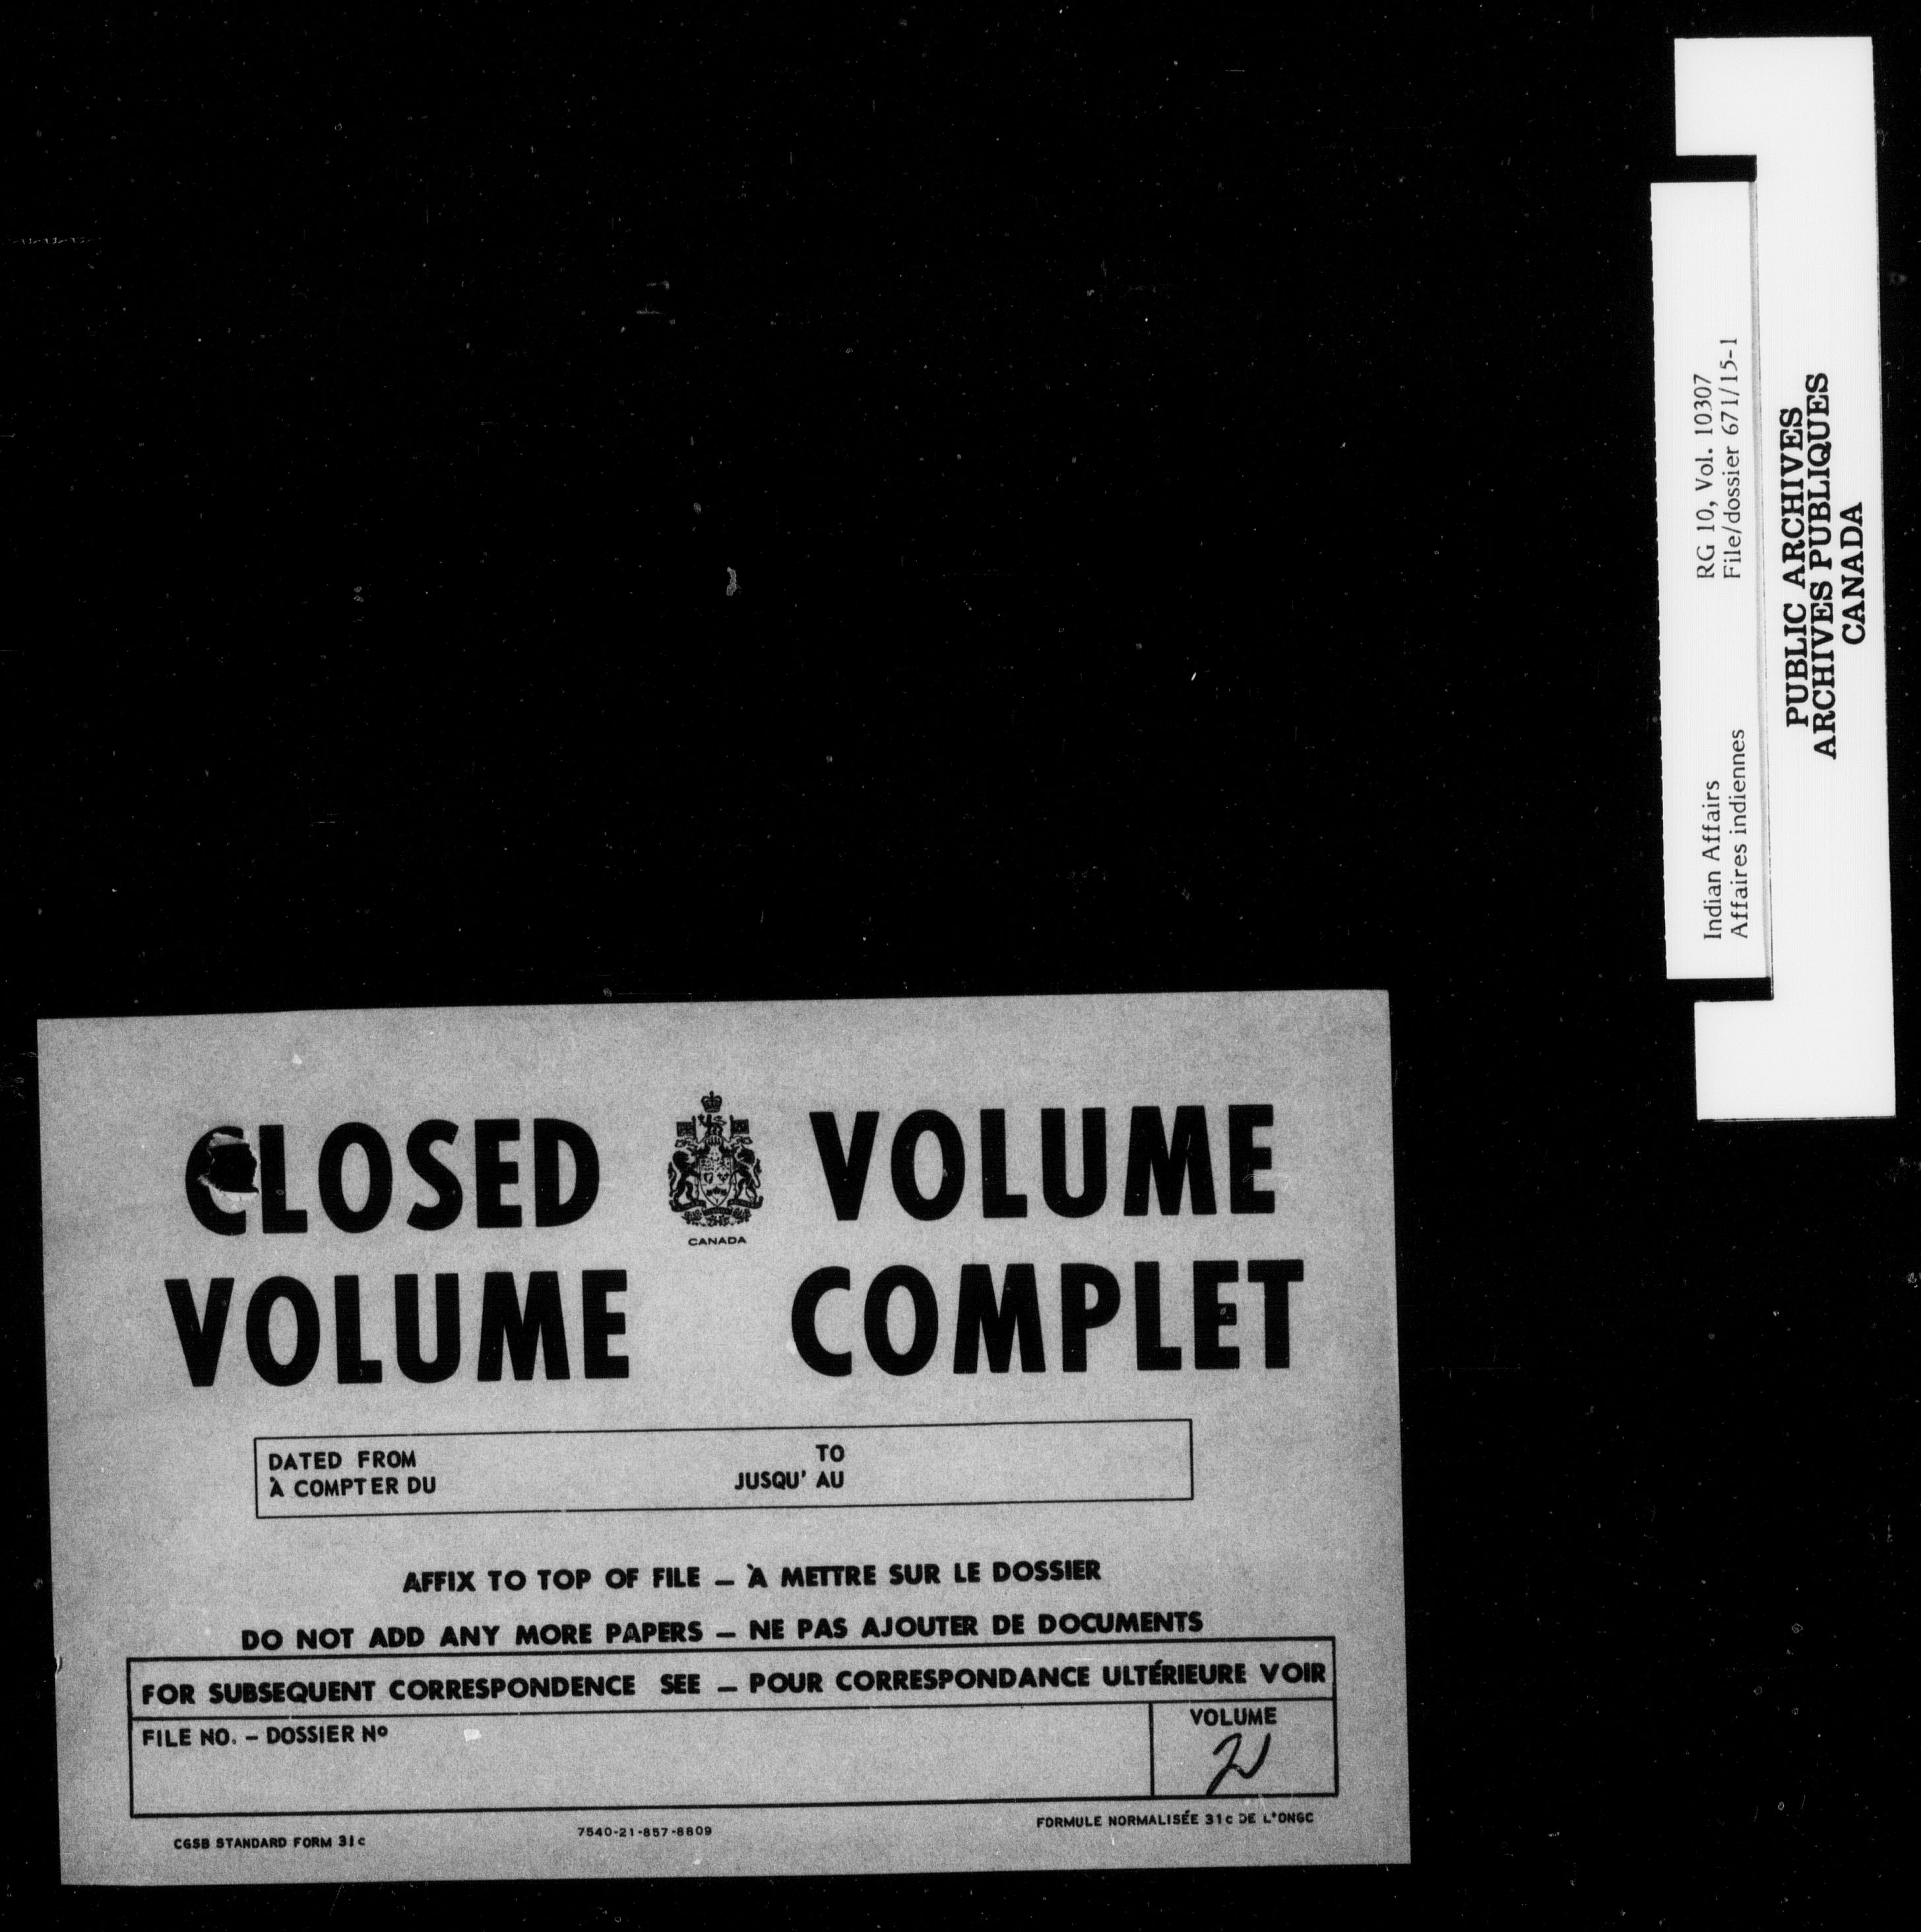 CLOSED VOLUME
VOLUME COMPLET
CANADA
DATED FROM TO
À COMPTER DU JUSQU' AU
AFFIX TO TOP OF FILE — À METTRE SUR LE DOSSIER
DO NOT ADD ANY MORE PAPERS — NE PAS AJOUTER DE DOCUMENTS
FOR SUBSEQUENT CORRESPONDENCE SEE — POUR CORRESPONDANCE ULTÉRIEURE VOIR
FILE NO. – DOSSIER Nº VOLUME
2
CGSB STANDARD FORM 31c 7540-21-857-8809 FORMULE NORMALISÉE 31c DE L'ONGC
Indian Affairs RG 10, Vol. 10307
Affaires indiennes File/dossier 671/15-1
PUBLIC ARCHIVES
ARCHIVES PUBLIQUES
CANADA